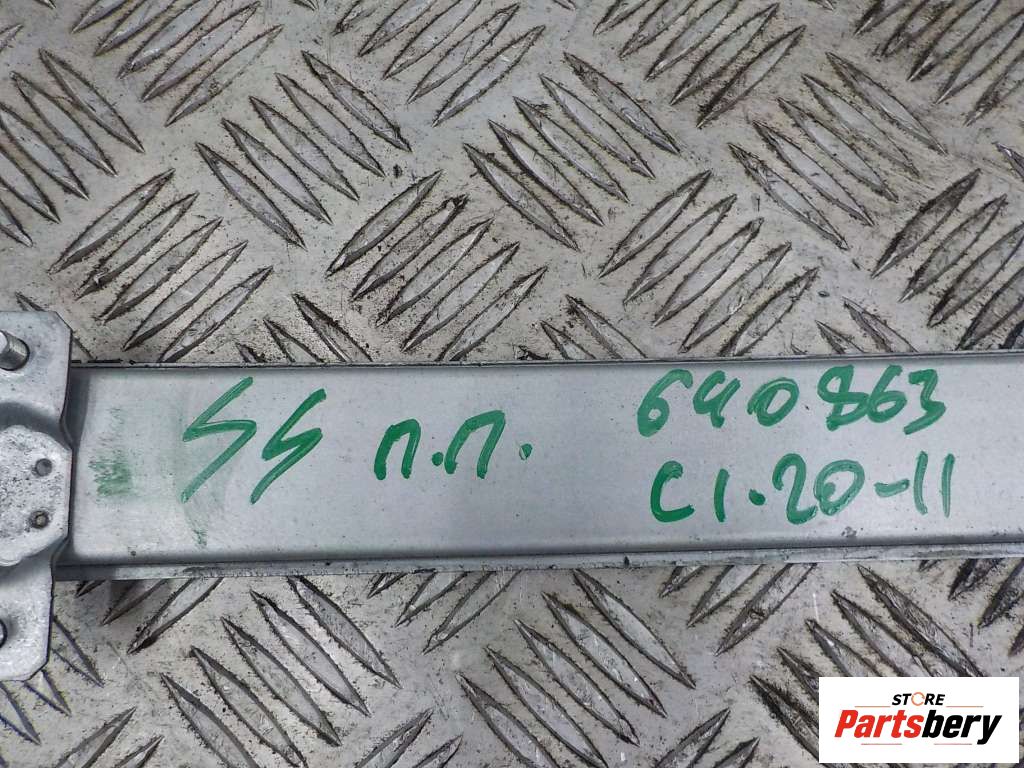 SS п.п. 640863
C1.20-11
STORE
Partsbery